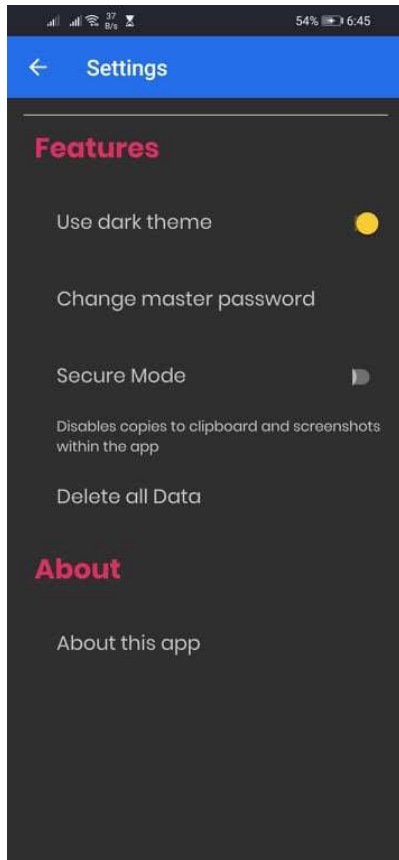 37
B/s
54% 6:45
Settings
Features
Use dark theme
Change master password
Secure Mode
Disables copies to clipboard and screenshots
within the app
Delete all Data
About
About this app